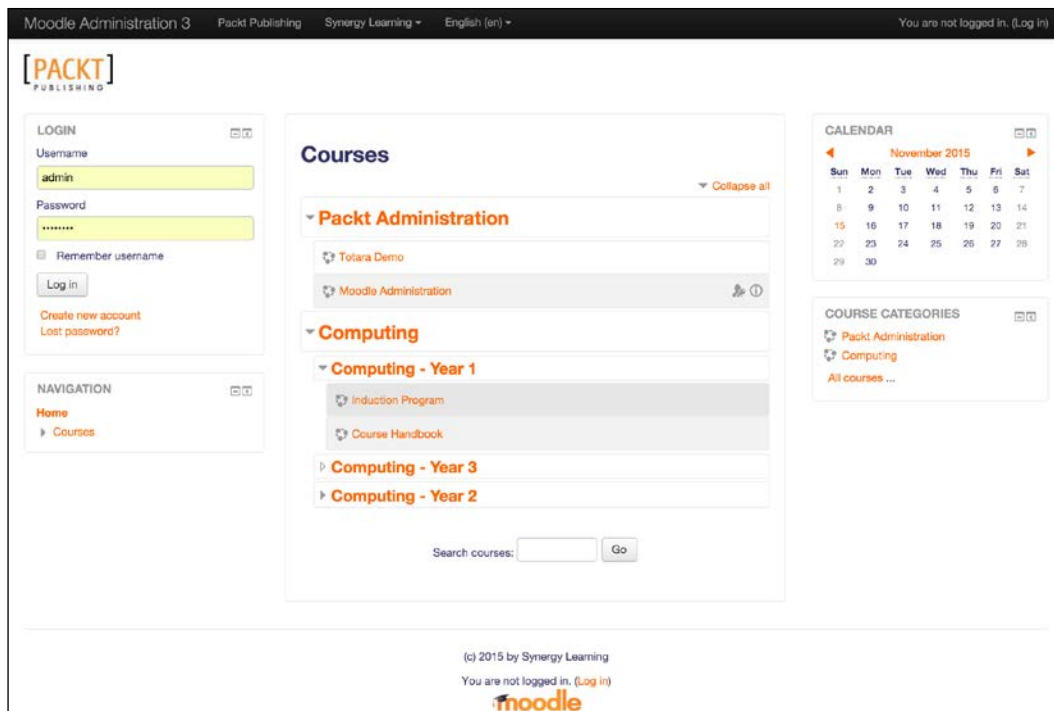 Moodle Administration 3 Packt Publishing Synergy Learning English (en) You are not logged in. (Log in)
[PACKT]
PUBLISHING
LOGIN
Username
admin
Password
••••••••
Remember username
Log in
Create new account
Lost password?
NAVIGATION
Home
Courses
Courses
Collapse all
Packt Administration
Totara Demo
Moodle Administration
Computing
Computing - Year 1
Induction Program
Course Handbook
Computing - Year 3
Computing - Year 2
Search courses: Go
CALENDAR
November 2015
Sun Mon Tue Wed Thu Fri Sat
1 2 3 4 5 6 7
8 9 10 11 12 13 14
15 16 17 18 19 20 21
22 23 24 25 26 27 28
29 30
COURSE CATEGORIES
Packt Administration
Computing
All courses ...
(c) 2015 by Synergy Learning
You are not logged in. (Log in)
moodle